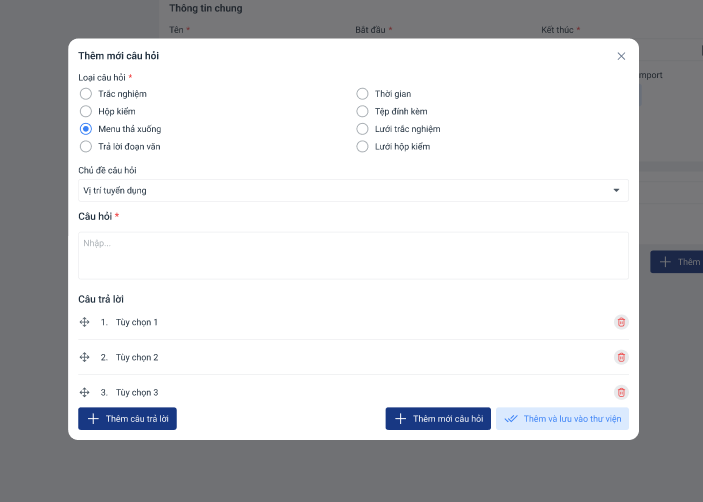 Thông tin chung
Tên * Bắt đầu * Kết thúc *
Thêm mới câu hỏi
mport
Loại câu hỏi *
Trắc nghiệm Thời gian
Hộp kiểm Tệp đính kèm
Menu thả xuống Lưới trắc nghiệm
Trả lời đoạn văn Lưới hộp kiểm
Chủ đề câu hỏi
Vị trí tuyển dụng
Câu hỏi *
Nhập...
Thêm
Câu trả lời
1. Tùy chọn 1
2. Tùy chọn 2
3. Tùy chọn 3
Thêm câu trả lời Thêm mới câu hỏi Thêm và lưu vào thư viện